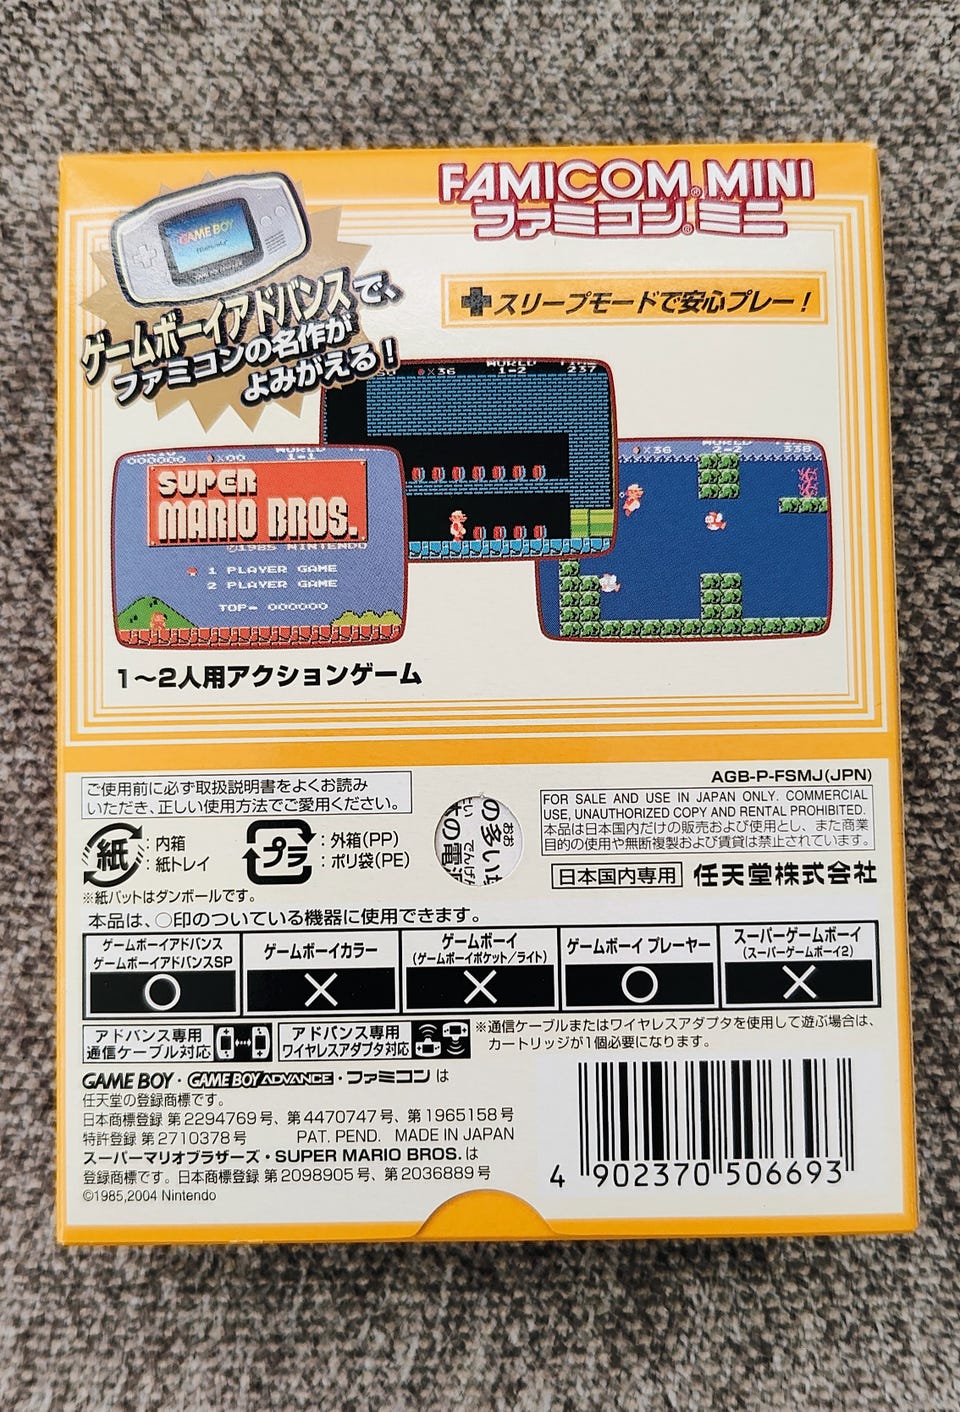 FAMICOM® MINI
ファミコン®ミニ
GAME BOY
ゲームボーイアドバンスで、
ファミコンの名作が
よみがえる!
スリープモードで安心プレー!
×36 WORLD 1-2 TIME 237
×36 WORLD 2-2 338
MARIO 000000 ×00 WORLD 1-1 TIME
SUPER
MARIO BROS.
©1985 NINTENDO
1 PLAYER GAME
2 PLAYER GAME
TOP- 000000
1〜2人用アクションゲーム
AGB-P-FSMJ(JPN)
ご使用前に必ず取扱説明書をよくお読み
いただき、正しい使用方法でご愛用ください。
紙 :内箱
:紙トレイ
プラ :外箱(PP)
:ポリ袋(PE)
※紙パットはダンボールです。
の多い
おお
でんげん
FOR SALE AND USE IN JAPAN ONLY. COMMERCIAL
USE, UNAUTHORIZED COPY AND RENTAL PROHIBITED.
本品は日本国内だけの販売および使用とし、また商業
目的の使用や無断複製および賃貸は禁止されています。
日本国内専用 任天堂株式会社
本品は、○印のついている機器に使用できます。
ゲームボーイアドバンス
ゲームボーイアドバンスSP
○
ゲームボーイカラー
×
ゲームボーイ
(ゲームボーイポケット/ライト)
×
ゲームボーイ プレーヤー
○
スーパーゲームボーイ
(スーパーゲームボーイ2)
×
アドバンス専用
通信ケーブル対応
アドバンス専用
ワイヤレスアダプタ対応
※通信ケーブルまたはワイヤレスアダプタを使用して遊ぶ場合は、
カートリッジが1個必要になります。
GAME BOY・GAME BOY ADVANCE・ファミコン は
任天堂の登録商標です。
日本商標登録 第2294769号、第4470747号、第1965158号
特許登録 第2710378号 PAT. PEND. MADE IN JAPAN
スーパーマリオブラザーズ・SUPER MARIO BROS.は
登録商標です。日本商標登録 第2098905号、第2036889号
©1985,2004 Nintendo
4 902370 506693